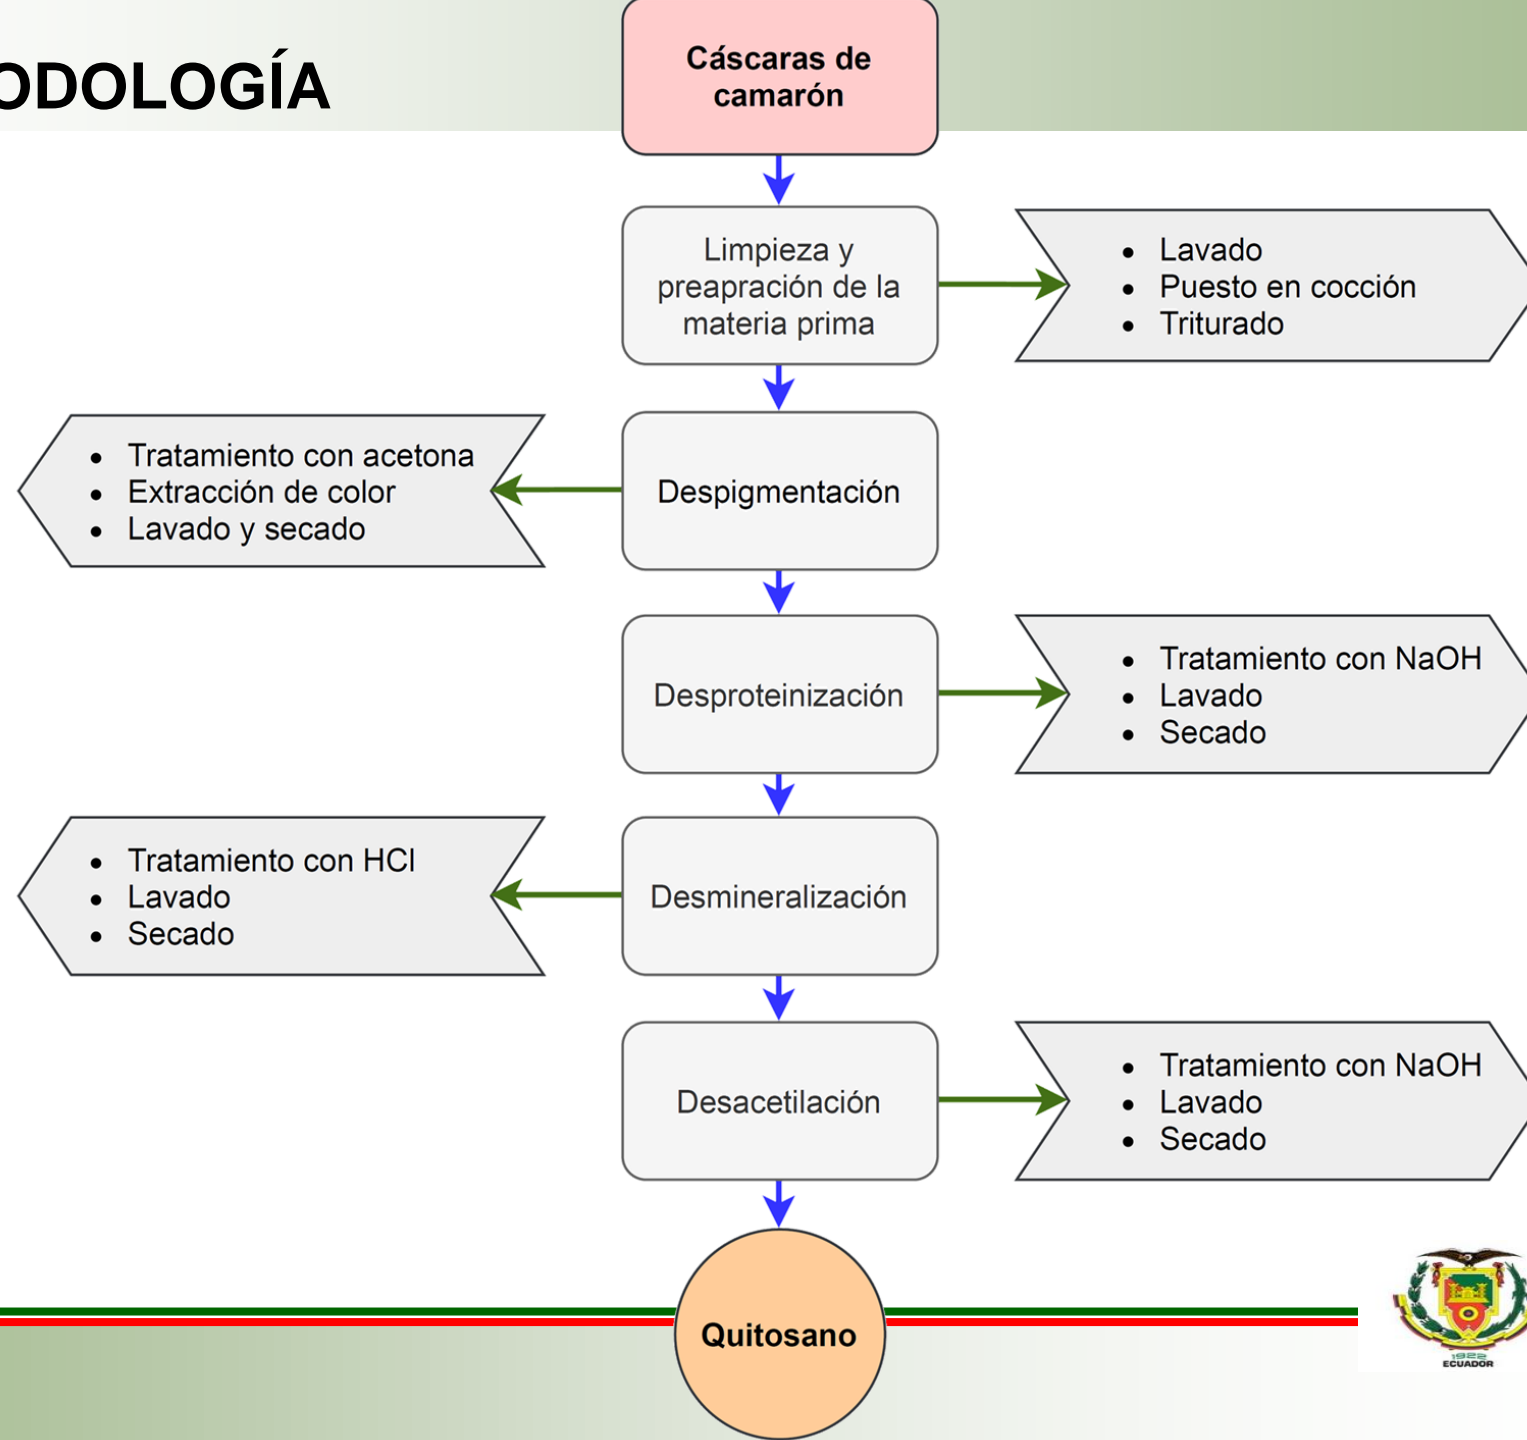 ODOLOGÍA
Cáscaras de
camarón
Limpieza y
preapración de la
materia prima
• Lavado
• Puesto en cocción
• Triturado
• Tratamiento con acetona
• Extracción de color
• Lavado y secado
Despigmentación
Desproteinización
• Tratamiento con NaOH
• Lavado
• Secado
• Tratamiento con HCl
• Lavado
• Secado
Desmineralización
Desacetilación
• Tratamiento con NaOH
• Lavado
• Secado
Quitosano
1922
ECUADOR